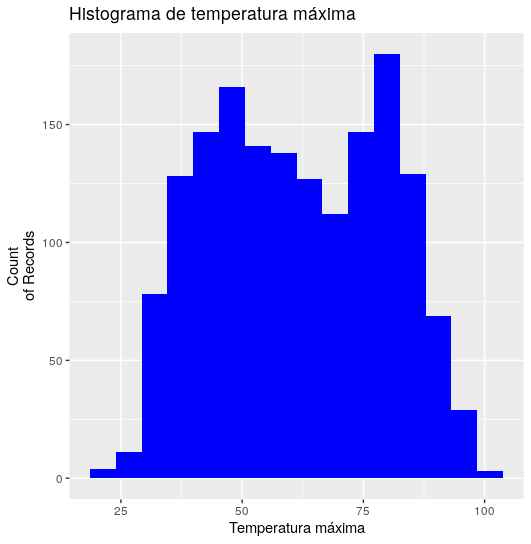 Histograma de temperatura máxima
Count
of Records
150
100
50
0
25 50 75 100
Temperatura máxima